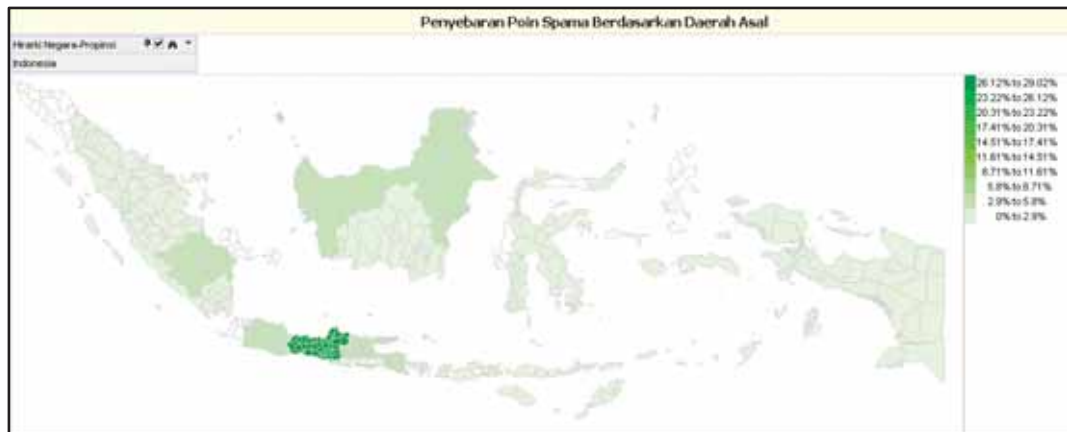 Penyebaran Poin Spama Berdasarkan Daerah Asal
Hirarki Negara-Propinsi
Indonesia
26.12% to 29.02%
23.22% to 26.12%
20.31% to 23.22%
17.41% to 20.31%
14.51% to 17.41%
11.61% to 14.51%
8.71% to 11.61%
5.8% to 8.71%
2.9% to 5.8%
0% to 2.9%